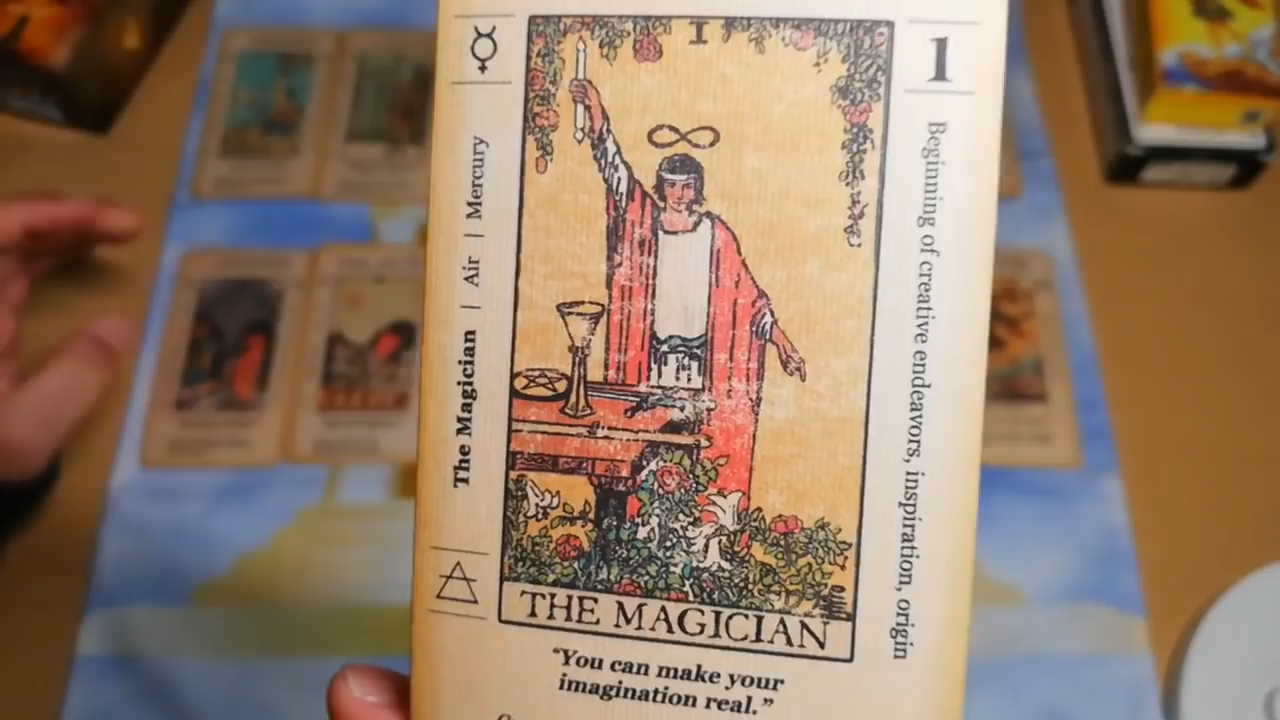 I
1
The Magician | Air | Mercury
Beginning of creative endeavors, inspiration, origin
THE MAGICIAN
“You can make your
imagination real.”